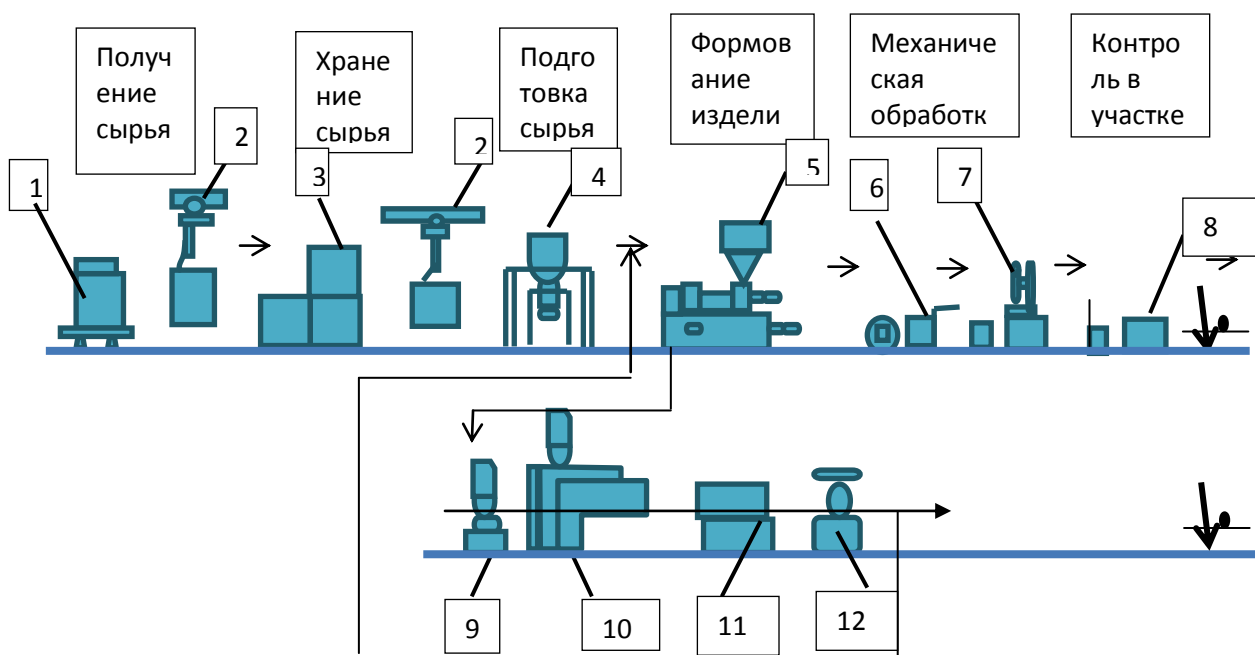 Получ
ение
сырья
Хране
ние
сырья
Подго
товка
сырья
Формов
ание
издели
Механиче
ская
обработк
Контро
ль в
участке
1
2
3
2
4
5
6
7
8
9
10
11
12